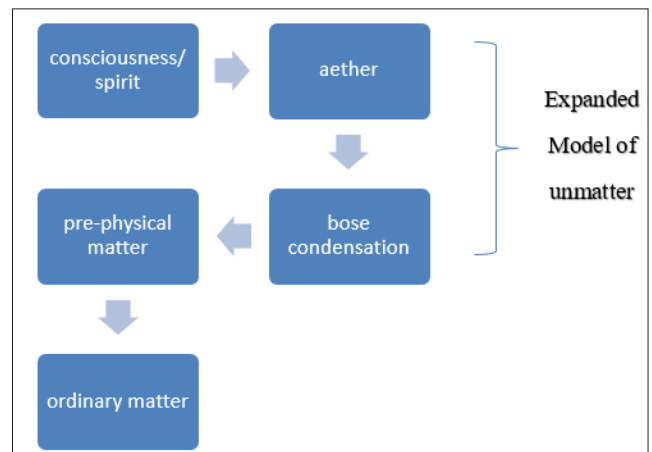 consciousness/
spirit
aether
Expanded
Model of
unmatter
bose
condensation
pre-physical
matter
ordinary matter